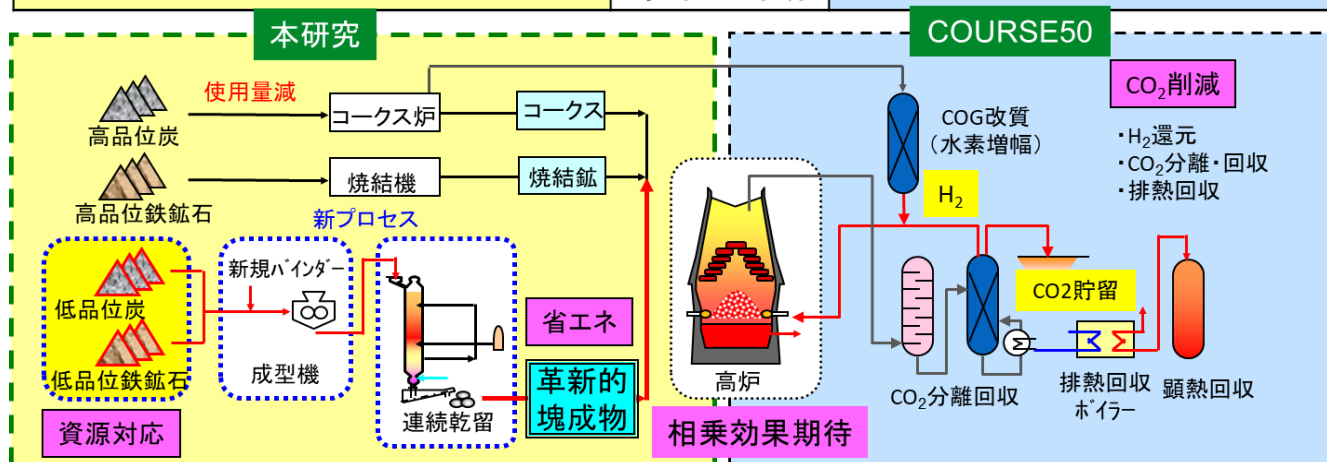 本研究
COURSE50
使用量減
高品位炭
コークス炉
コークス
高品位鉄鉱石
焼結機
焼結鉱
新プロセス
低品位炭
低品位鉄鉱石
新規バインダー
成型機
連続乾留
省エネ
革新的
塊成物
資源対応
高炉
相乗効果期待
COG改質
(水素増幅)
H₂
CO₂削減
・H₂還元
・CO₂分離・回収
・排熱回収
CO2貯留
CO₂分離回収
排熱回収
ボイラー
顕熱回収